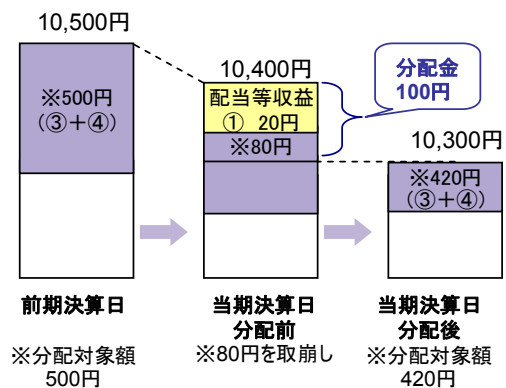 10,500円
※500円
(③+④)
10,400円
配当等収益
① 20円
※80円
分配金
100円
10,300円
※420円
(③+④)
前期決算日
※分配対象額
500円
当期決算日
分配前
※80円を取崩し
当期決算日
分配後
※分配対象額
420円